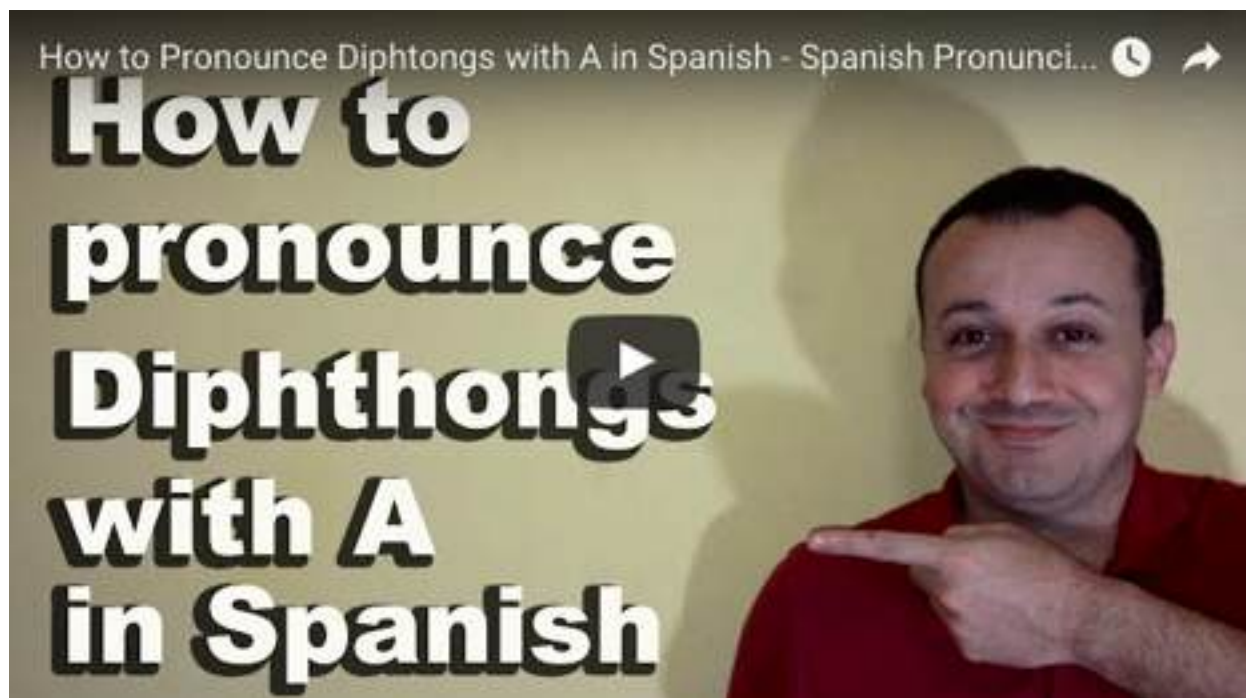 How to Pronounce Diphtongs with A in Spanish - Spanish Pronunci...
How to
pronounce
Diphthongs
with A
in Spanish